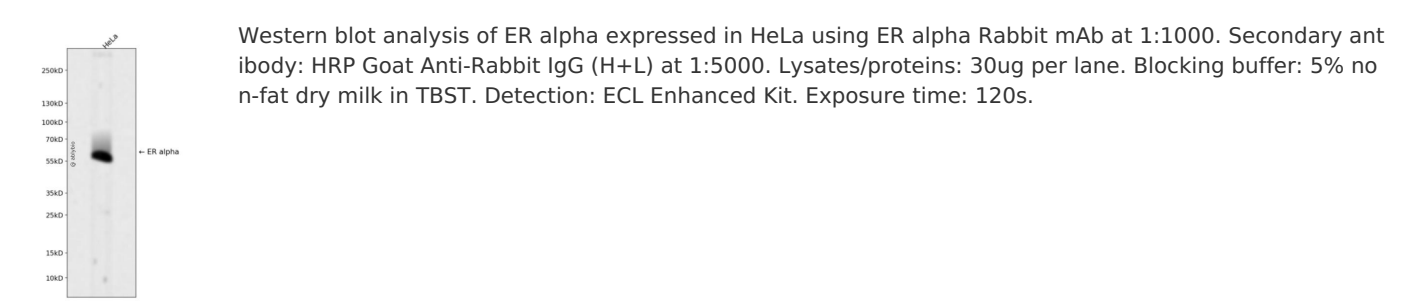 HeLa
Western blot analysis of ER alpha expressed in HeLa using ER alpha Rabbit mAb at 1:1000. Secondary ant
ibody: HRP Goat Anti-Rabbit IgG (H+L) at 1:5000. Lysates/proteins: 30ug per lane. Blocking buffer: 5% no
n-fat dry milk in TBST. Detection: ECL Enhanced Kit. Exposure time: 120s.
250kD
130kD
100kD
70kD
← ER alpha
55kD
35kD
25kD
15kD
10kD